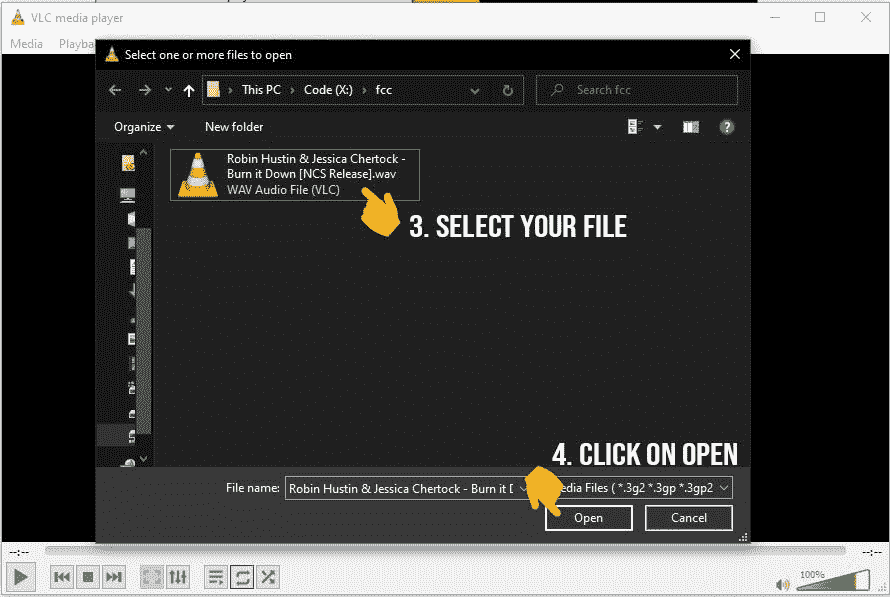 VLC media player
Media Playba
Select one or more files to open
This PC › Code (X:) › fcc
Search fcc
Organize
New folder
?
Robin Hustin & Jessica Chertock -
Burn it Down [NCS Release].wav
WAV Audio File (VLC)
3. SELECT YOUR FILE
4. CLICK ON OPEN
File name:
Robin Hustin & Jessica Chertock - Burn it D
edia Files ( *.3g2 *.3gp *.3gp2
Open
Cancel
--:--
--:--
100%